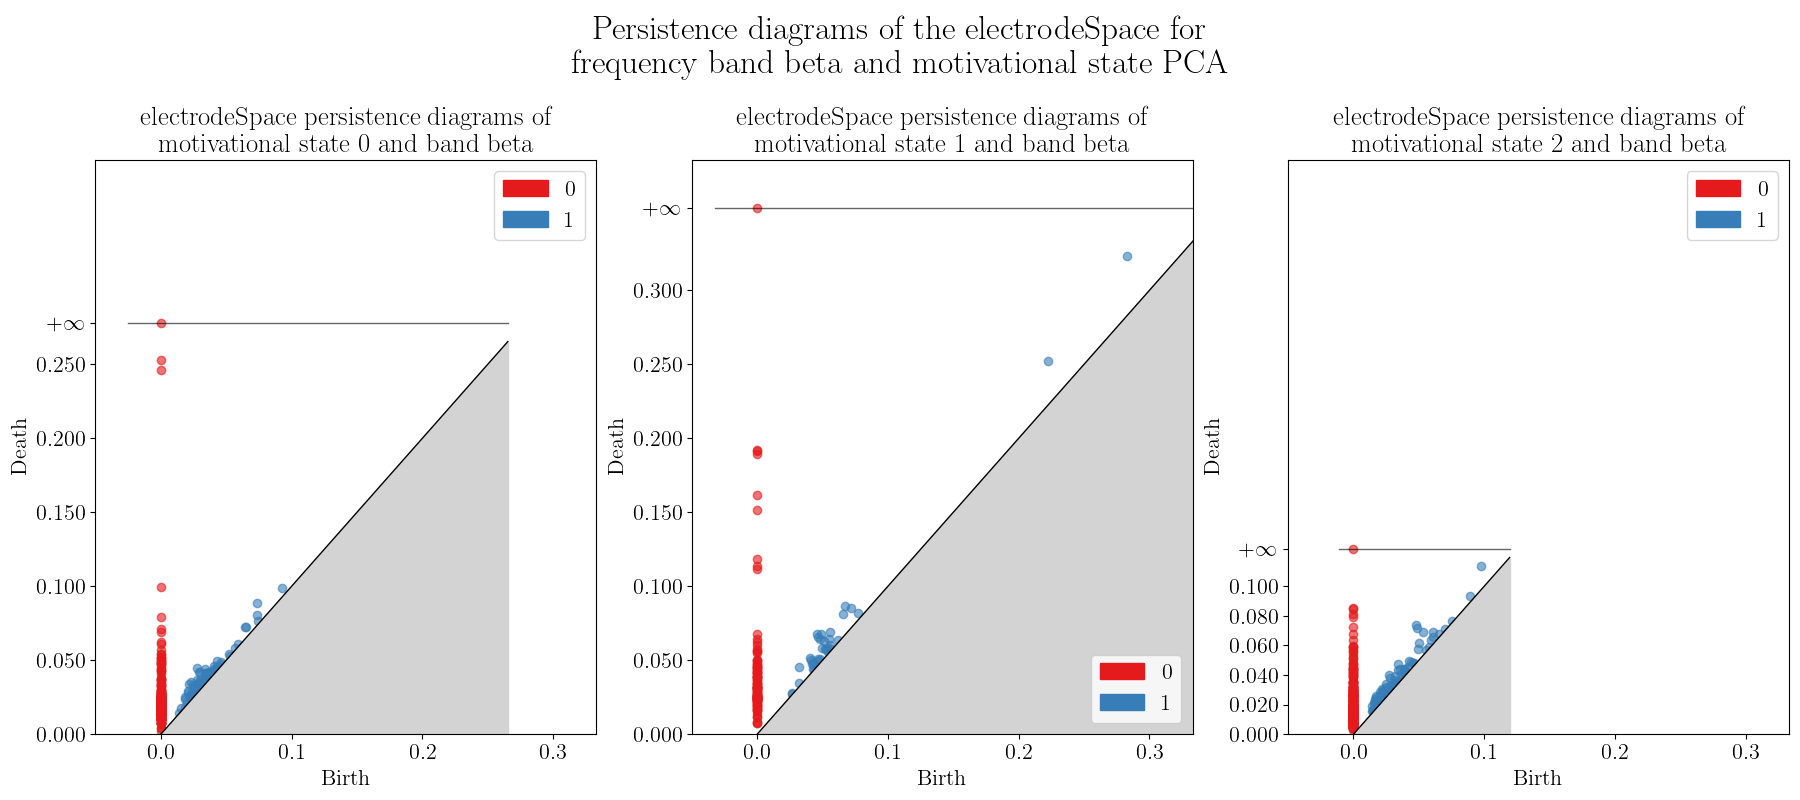 Persistence diagrams of the electrodeSpace for
frequency band beta and motivational state PCA
electrodeSpace persistence diagrams of
motivational state 0 and band beta
0
1
+∞
0.250
0.200
0.150
0.100
0.050
0.000
Death
0.0 0.1 0.2 0.3
Birth
electrodeSpace persistence diagrams of
motivational state 1 and band beta
+∞
0.300
0.250
0.200
0.150
0.100
0.050
0.000
Death
0
1
0.0 0.1 0.2 0.3
Birth
electrodeSpace persistence diagrams of
motivational state 2 and band beta
0
1
+∞
0.100
0.080
0.060
0.040
0.020
0.000
Death
0.0 0.1 0.2 0.3
Birth